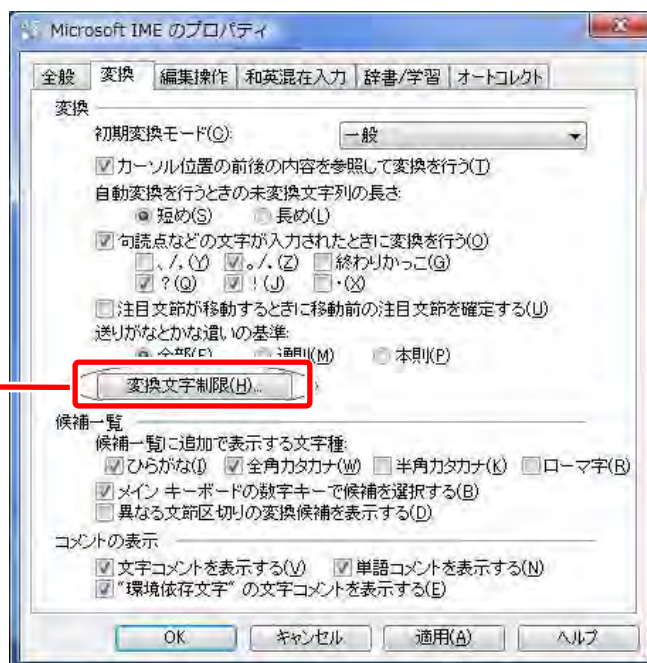 Microsoft IME のプロパティ
全般 変換 編集操作 和英混在入力 辞書/学習 オートコレクト
変換
初期変換モード(C): 一般
カーソル位置の前後の内容を参照して変換を行う(T)
自動変換を行うときの未変換文字列の長さ:
短め(S) 長め(L)
句読点などの文字が入力されたときに変換を行う(O)
、/，(Y) 。/．(Z) 終わりかっこ(G)
？(Q) ！(J) ・(X)
注目文節が移動するときに移動前の注目文節を確定する(U)
送りがなとかな遣いの基準:
全部(F) 通則(M) 本則(P)
変換文字制限(H)...
候補一覧
候補一覧に追加で表示する文字種:
ひらがな(I) 全角カタカナ(W) 半角カタカナ(K) ローマ字(R)
メイン キーボードの数字キーで候補を選択する(B)
異なる文節区切りの変換候補を表示する(D)
コメントの表示
文字コメントを表示する(V) 単語コメントを表示する(N)
"環境依存文字" の文字コメントを表示する(E)
OK キャンセル 適用(A) ヘルプ